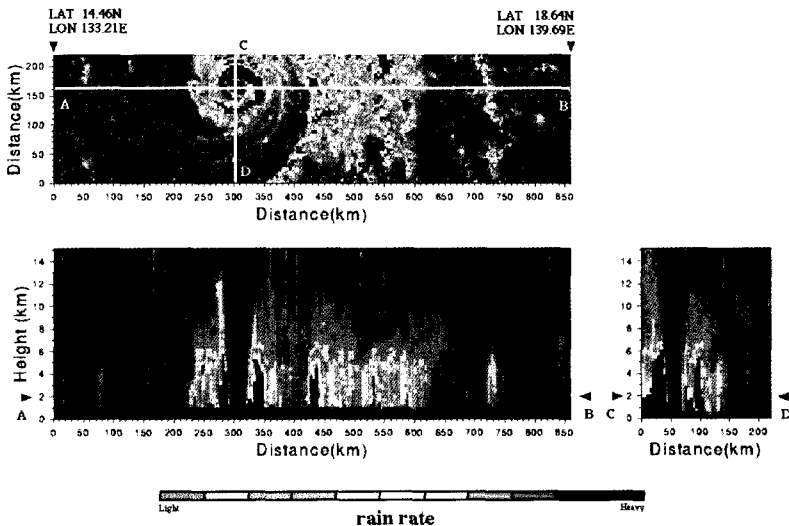 LAT 14.46N
LON 133.21E
LAT 18.64N
LON 139.69E
C
200
150
100
50
0
Distance(km)
A
B
D
0 50 100 150 200 250 300 350 400 450 500 550 600 650 700 750 800 850
Distance(km)
14
12
10
8
6
4
2
0
Height (km)
A
B
0 50 100 150 200 250 300 350 400 450 500 550 600 650 700 750 800 850
Distance(km)
14
12
10
8
6
4
2
0
C
D
0 50 100 150 200
Distance(km)
Light
Heavy
rain rate